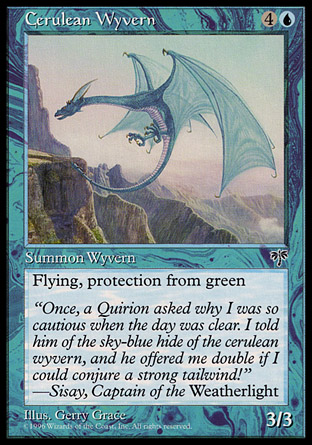 Cerulean Wyvern 4
Summon Wyvern
Flying, protection from green
“Once, a Quirion asked why I was so
cautious when the day was clear. I told
him of the sky-blue hide of the cerulean
wyvern, and he offered me double if I
could conjure a strong tailwind!”
—Sisay, Captain of the Weatherlight
Illus. Gerry Grace
©1996 Wizards of the Coast, Inc. All rights reserved.
3/3